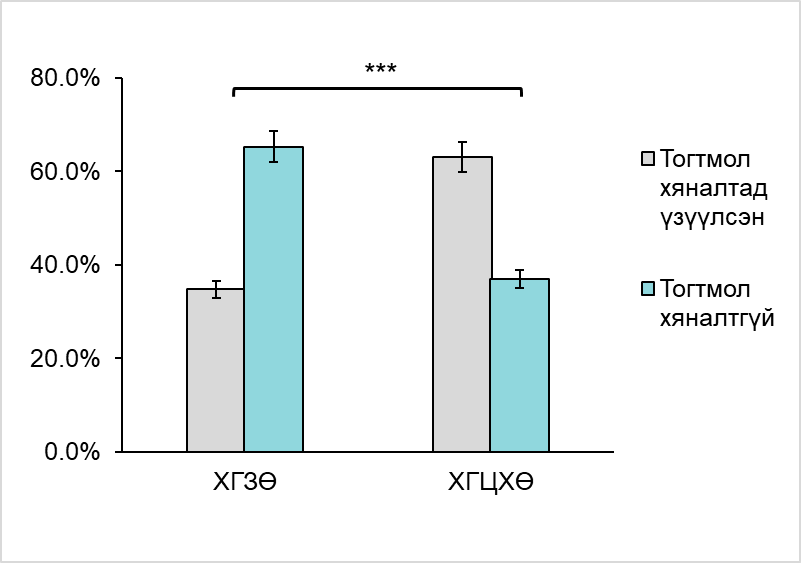 ***
80.0%
60.0%
40.0%
20.0%
0.0%
ХГЗӨ
ХГЦХӨ
Тогтмол
хяналтад
үзүүлсэн
Тогтмол
хяналтгүй